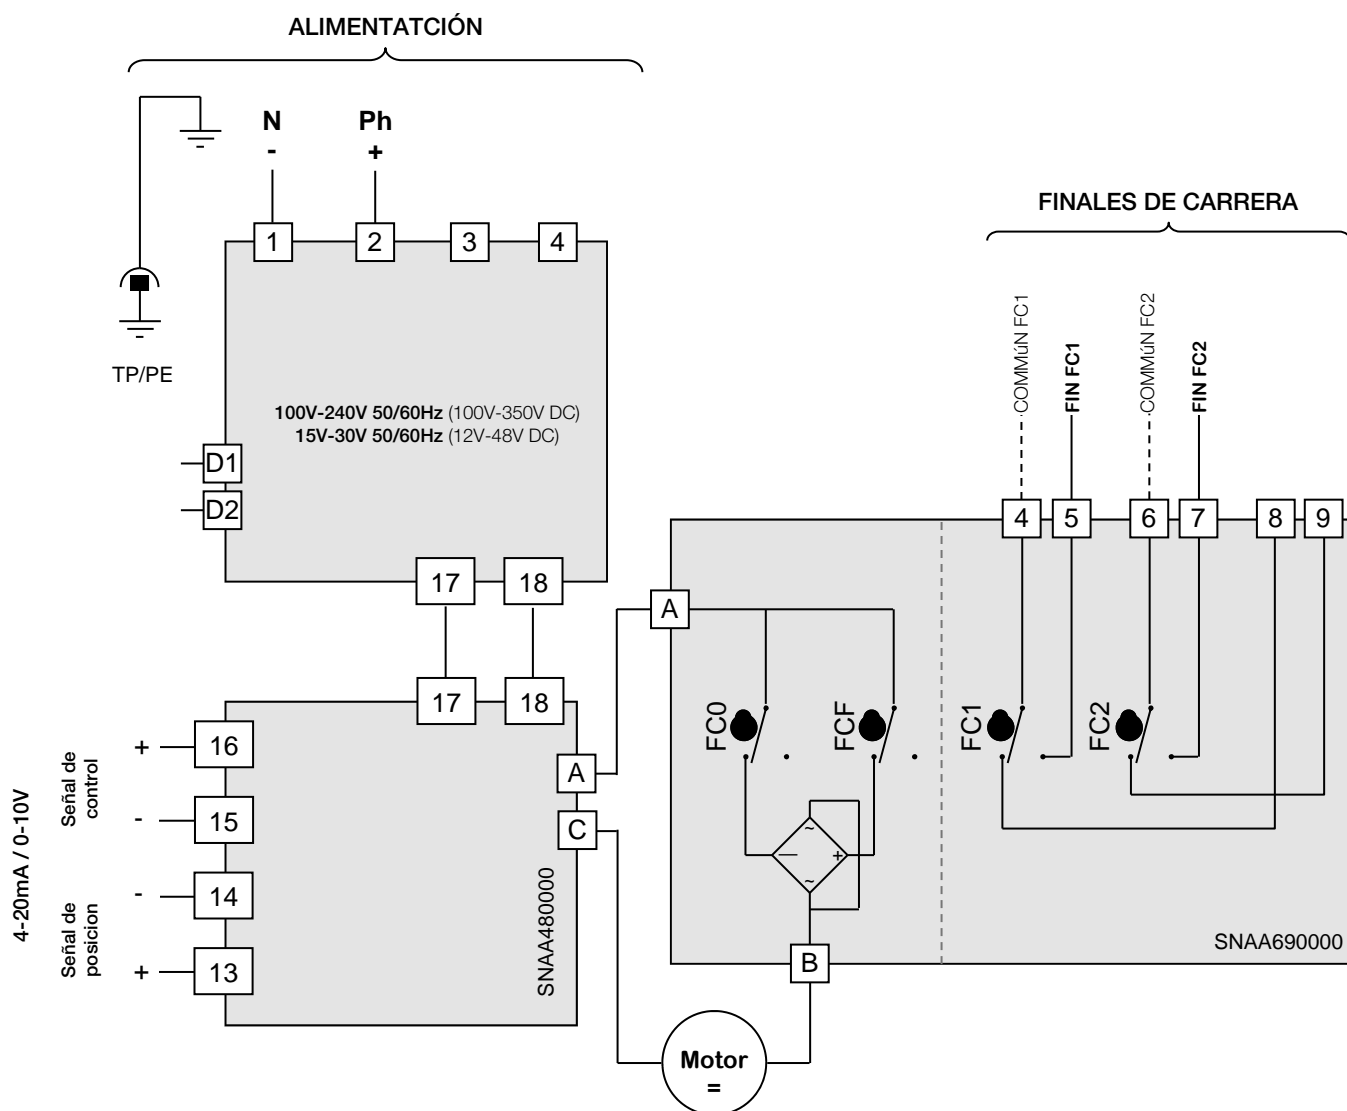 ALIMENTATCIÓN
N
-
Ph
+
1
2
3
4
TP/PE
100V-240V 50/60Hz (100V-350V DC)
15V-30V 50/60Hz (12V-48V DC)
D1
D2
17
18
17
18
FINALES DE CARRERA
COMMúN FC1
FIN FC1
COMMúN FC2
FIN FC2
4
5
6
7
8
9
A
FC0
FCF
FC1
FC2
~
—
+
~
B
SNAA690000
4-20mA / 0-10V
Señal de
control
Señal de
posicion
+
16
-
15
-
14
+
13
A
C
SNAA480000
Motor
=